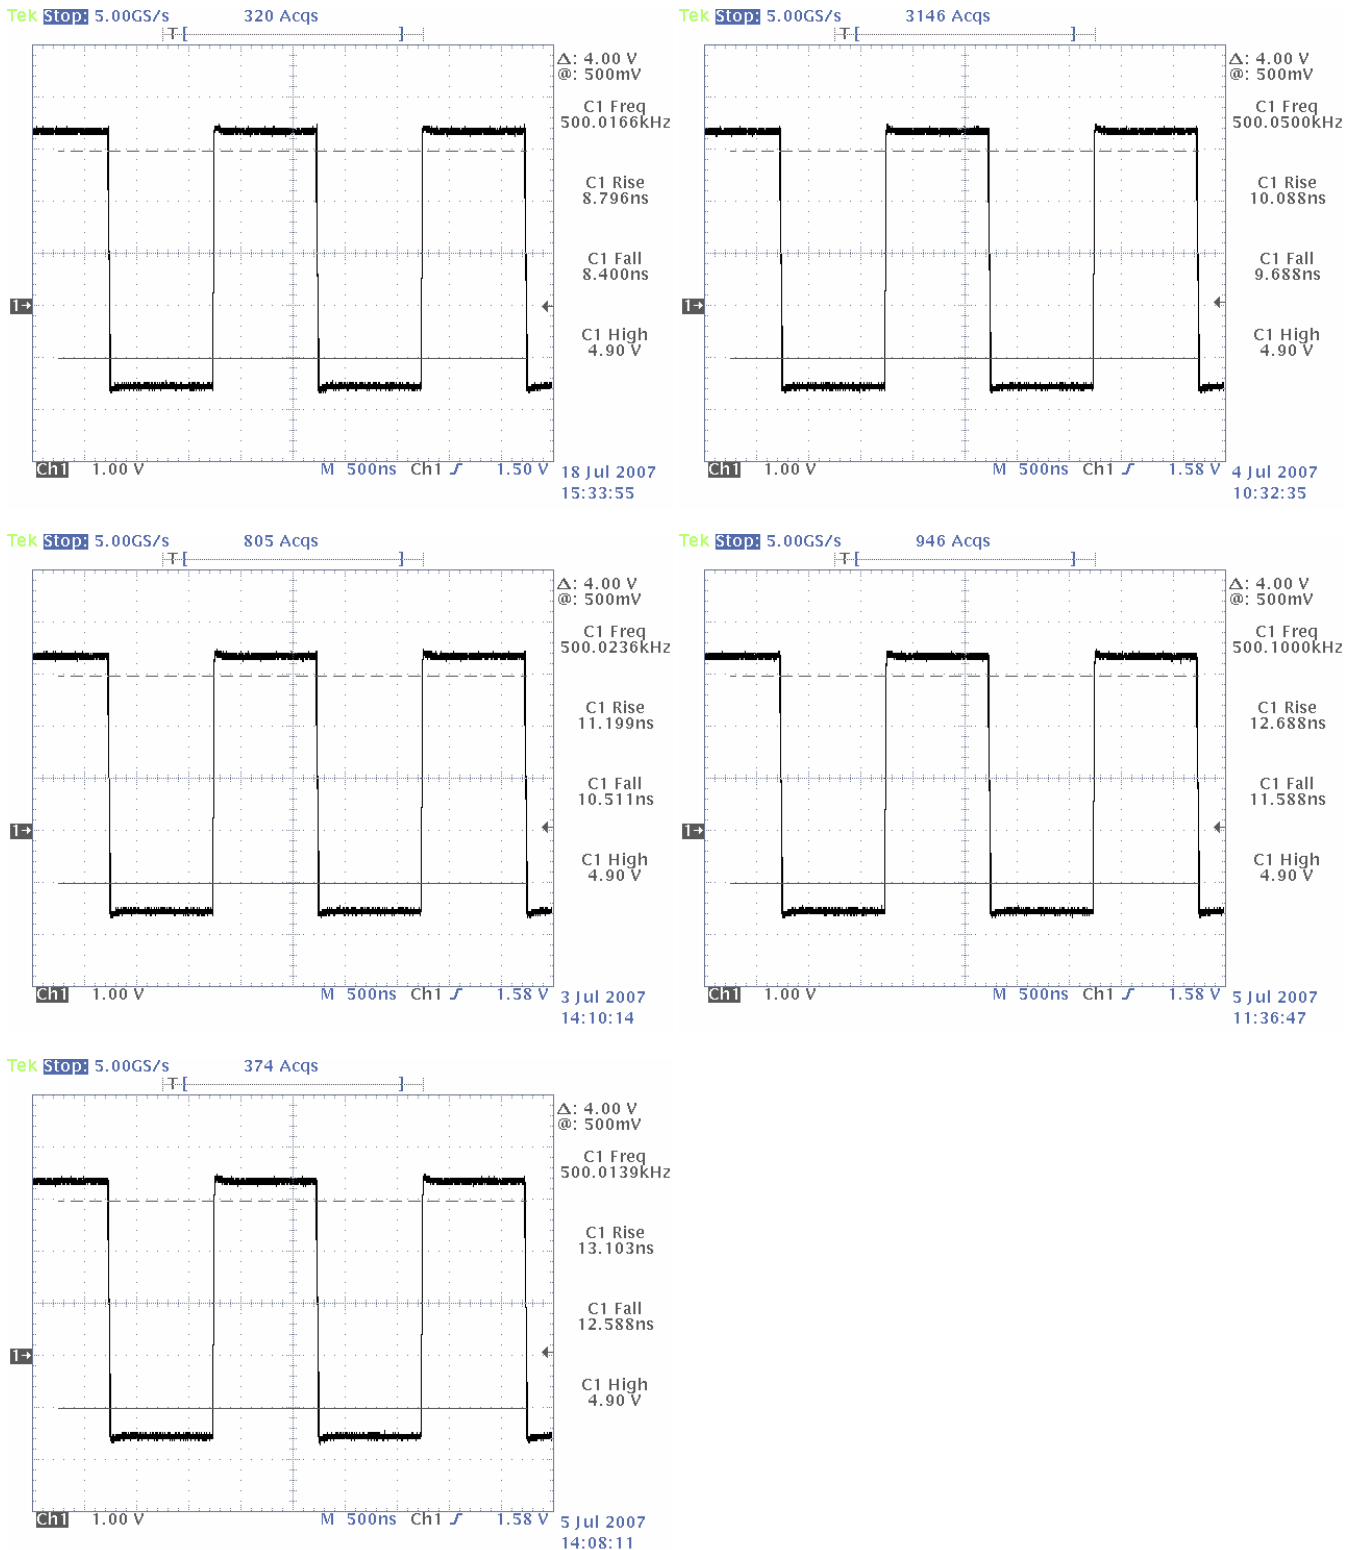 Tek Stop: 5.00GS/s 320 Acqs
T
Δ: 4.00 V
@: 500mV
C1 Freq
500.0166kHz
C1 Rise
8.796ns
C1 Fall
8.400ns
1→
C1 High
4.90 V
Ch1 1.00 V M 500ns Ch1 1.50 V
18 Jul 2007
15:33:55
Tek Stop: 5.00GS/s 3146 Acqs
T
Δ: 4.00 V
@: 500mV
C1 Freq
500.0500kHz
C1 Rise
10.088ns
C1 Fall
9.688ns
1→
C1 High
4.90 V
Ch1 1.00 V M 500ns Ch1 1.58 V
4 Jul 2007
10:32:35
Tek Stop: 5.00GS/s 805 Acqs
T
Δ: 4.00 V
@: 500mV
C1 Freq
500.0236kHz
C1 Rise
11.199ns
C1 Fall
10.511ns
1→
C1 High
4.90 V
Ch1 1.00 V M 500ns Ch1 1.58 V
3 Jul 2007
14:10:14
Tek Stop: 5.00GS/s 946 Acqs
T
Δ: 4.00 V
@: 500mV
C1 Freq
500.1000kHz
C1 Rise
12.688ns
C1 Fall
11.588ns
1→
C1 High
4.90 V
Ch1 1.00 V M 500ns Ch1 1.58 V
5 Jul 2007
11:36:47
Tek Stop: 5.00GS/s 374 Acqs
T
Δ: 4.00 V
@: 500mV
C1 Freq
500.0139kHz
C1 Rise
13.103ns
C1 Fall
12.588ns
1→
C1 High
4.90 V
Ch1 1.00 V M 500ns Ch1 1.58 V
5 Jul 2007
14:08:11